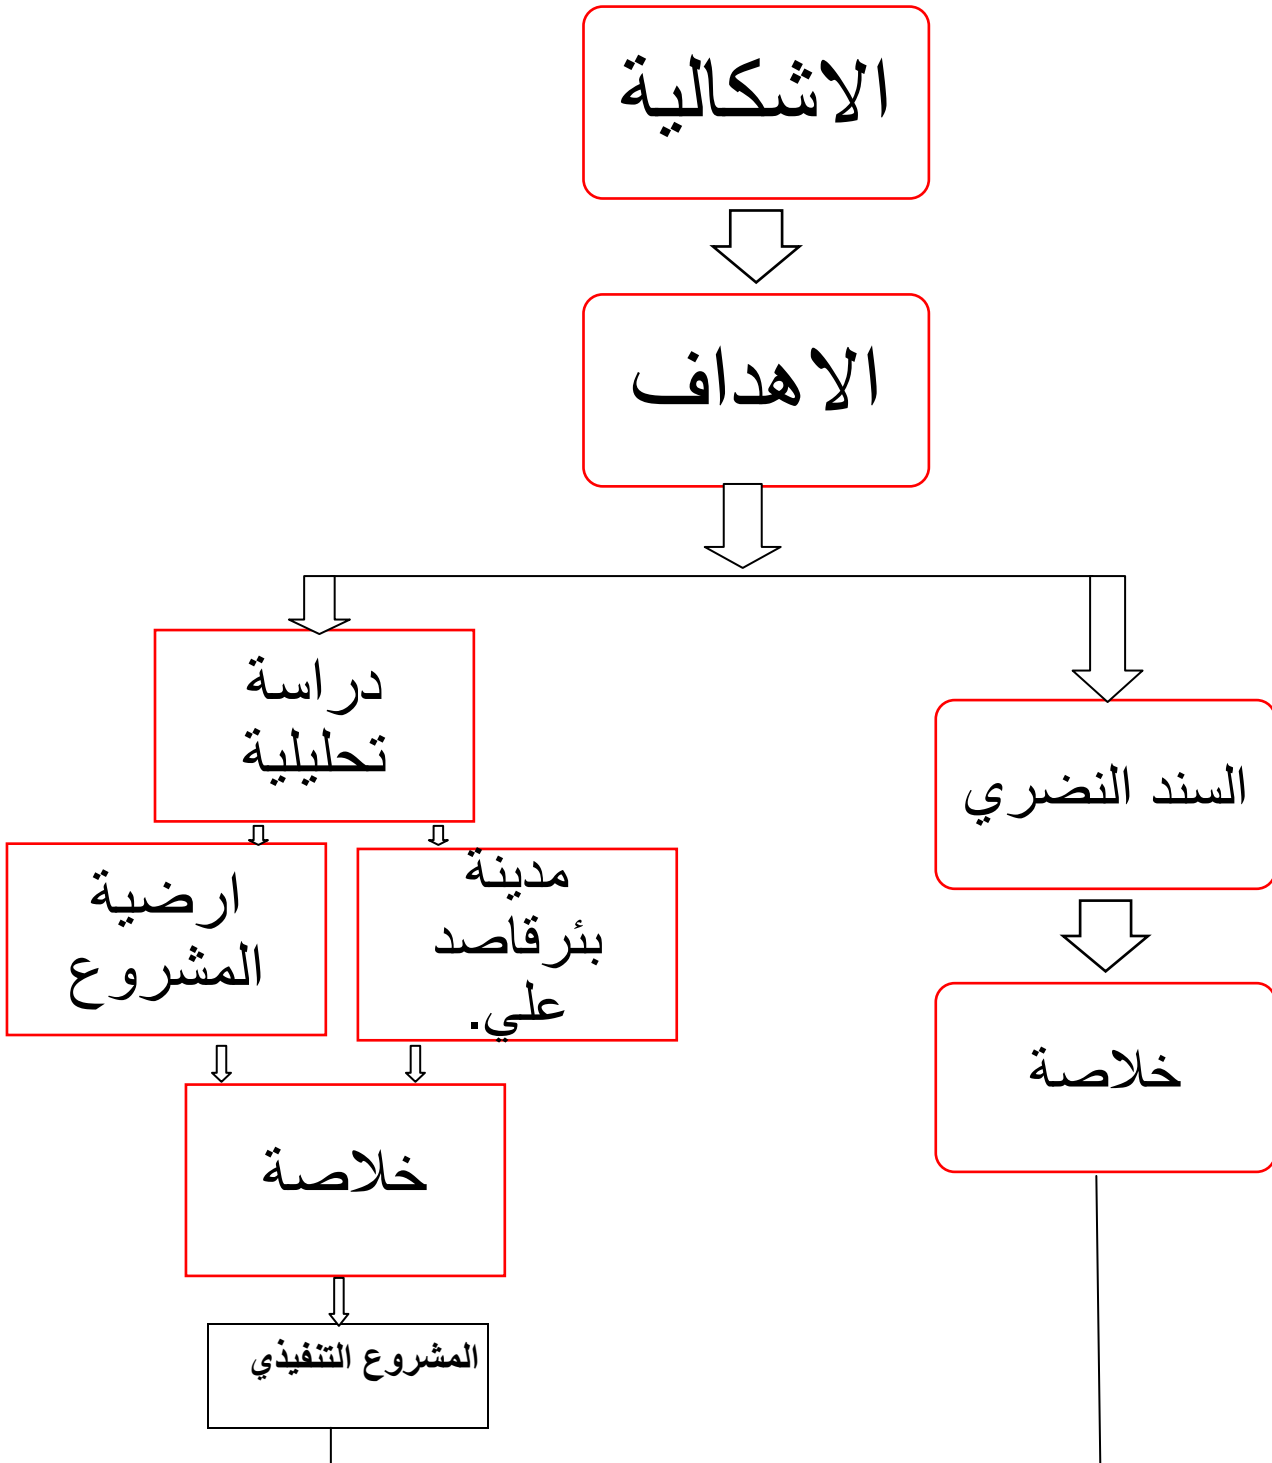 الاشكالية
الاهداف
دراسة
تحليلية
السند النضري
مدينة
بئرقاصد
علي.
ارضية
المشروع
خلاصة
خلاصة
المشروع التنفيذي